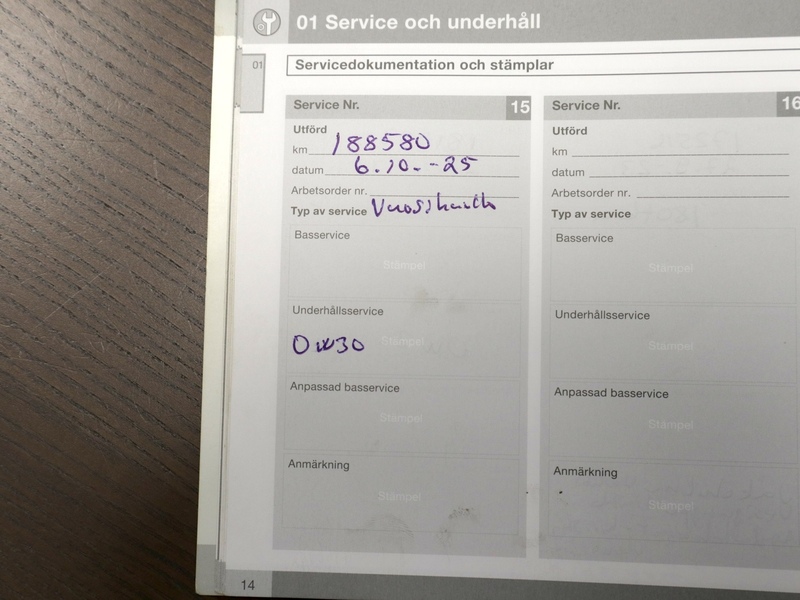 01 Service och underhåll
01
Servicedokumentation och stämplar
Service Nr. 15
Utförd
km 188580
datum 6.10.-25
Arbetsorder nr.
Typ av service Vuosihuolto
Basservice
Stämpel
Underhållsservice
0w30 Stämpel
Anpassad basservice
Stämpel
Anmärkning
Stämpel
Service Nr. 16
Utförd
km
datum
Arbetsorder nr.
Typ av service
Basservice
Stämpel
Underhållsservice
Stämpel
Anpassad basservice
Stämpel
Anmärkning
Stämpel
14